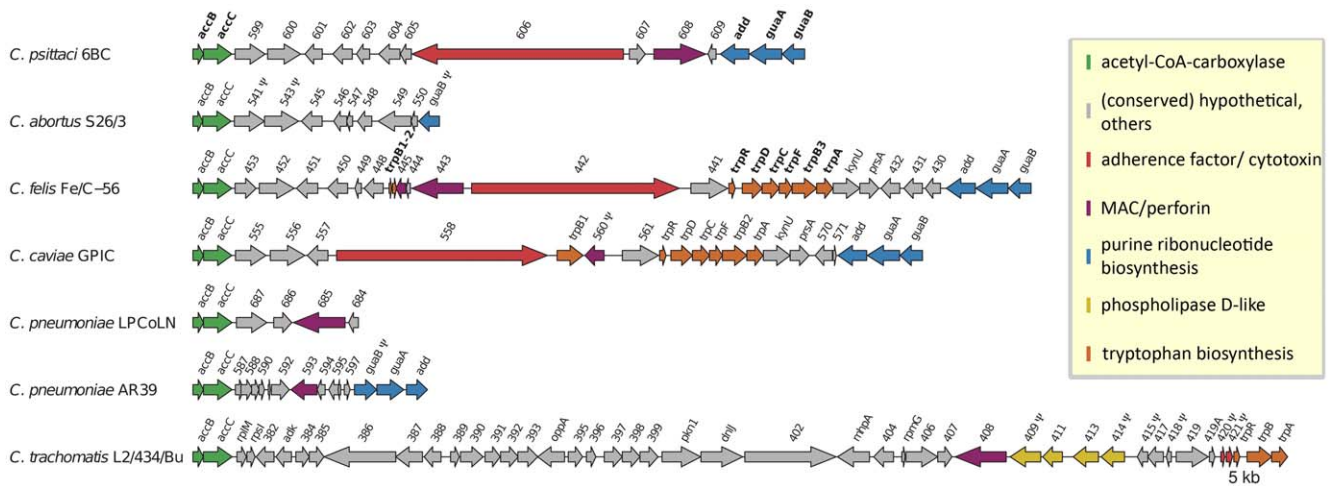 accB accC 599 600 601 602 603 604 605 606 607 608 609 add guaA guaB
C. psittaci 6BC
accB accC 541 Ψ 543 Ψ 545 546 547 548 549 550 guaB Ψ
C. abortus S26/3
accB accC 453 452 451 450 449 448 trpB1-2 445 444 443 442 441 trpR trpD trpC trpF trpB3 trpA kynU prsA 432 431 430 add guaA guaB
C. felis Fe/C–56
accB accC 555 556 557 558 trpB1 560 Ψ 561 trpR trpD trpC trpF trpB2 trpA kynU prsA 570 571 add guaA guaB
C. caviae GPIC
accB accC 687 686 685 684
C. pneumoniae LPCoLN
accB accC 587 588 590 592 593 594 595 597 guaB Ψ guaA add
C. pneumoniae AR39
accB accC rplM rpsI 382 adk 384 385 386 387 388 389 390 391 392 393 oppA 395 396 397 398 399 pkn1 dnlJ 402 mhpA 404 rpmG 406 407 408 409 Ψ 411 413 414 Ψ 415 Ψ 417 418 Ψ 419 419A 420 Ψ 421 Ψ trpR trpB trpA
C. trachomatis L2/434/Bu
5 kb
acetyl-CoA-carboxylase
(conserved) hypothetical,
others
adherence factor/ cytotoxin
MAC/perforin
purine ribonucleotide
biosynthesis
phospholipase D-like
tryptophan biosynthesis